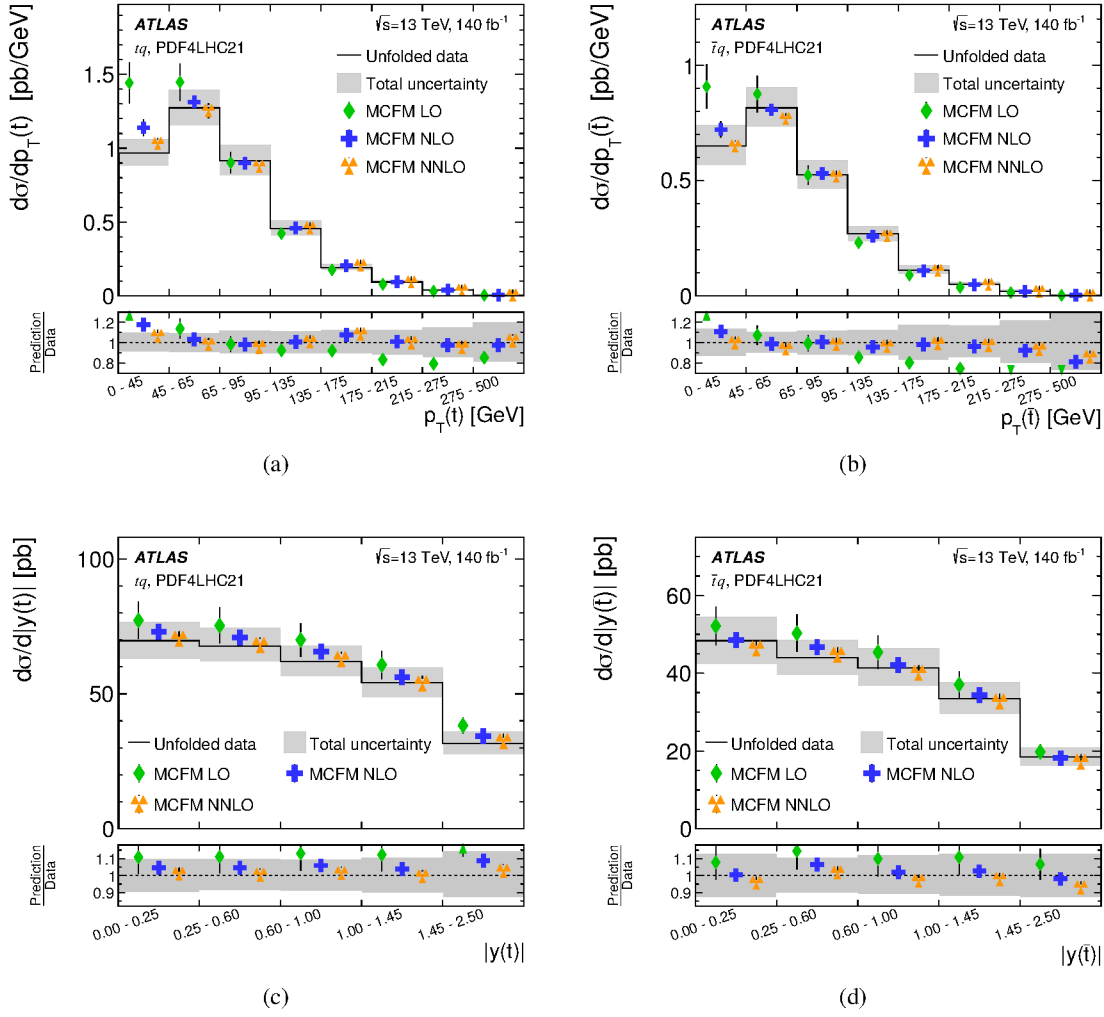 ATLAS
√s=13 TeV, 140 fb⁻¹
tq, PDF4LHC21
Unfolded data
Total uncertainty
MCFM LO
MCFM NLO
MCFM NNLO
dσ/dp_T(t) [pb/GeV]
1.5
1
0.5
0
Prediction
Data
1.2
1
0.8
0 - 45
45 - 65
65 - 95
95 - 135
135 - 175
175 - 215
215 - 275
275 - 500
p_T(t) [GeV]
(a)
ATLAS
√s=13 TeV, 140 fb⁻¹
t̄q, PDF4LHC21
Unfolded data
Total uncertainty
MCFM LO
MCFM NLO
MCFM NNLO
dσ/dp_T(t̄) [pb/GeV]
1
0.5
0
Prediction
Data
1.2
1
0.8
0 - 45
45 - 65
65 - 95
95 - 135
135 - 175
175 - 215
215 - 275
275 - 500
p_T(t̄) [GeV]
(b)
ATLAS
√s=13 TeV, 140 fb⁻¹
tq, PDF4LHC21
dσ/d|y(t)| [pb]
100
50
0
Unfolded data
Total uncertainty
MCFM LO
MCFM NLO
MCFM NNLO
Prediction
Data
1.1
1
0.9
0.00 - 0.25
0.25 - 0.60
0.60 - 1.00
1.00 - 1.45
1.45 - 2.50
|y(t)|
(c)
ATLAS
√s=13 TeV, 140 fb⁻¹
t̄q, PDF4LHC21
dσ/d|y(t̄)| [pb]
60
40
20
0
Unfolded data
Total uncertainty
MCFM LO
MCFM NLO
MCFM NNLO
Prediction
Data
1.1
1
0.9
0.00 - 0.25
0.25 - 0.60
0.60 - 1.00
1.00 - 1.45
1.45 - 2.50
|y(t̄)|
(d)